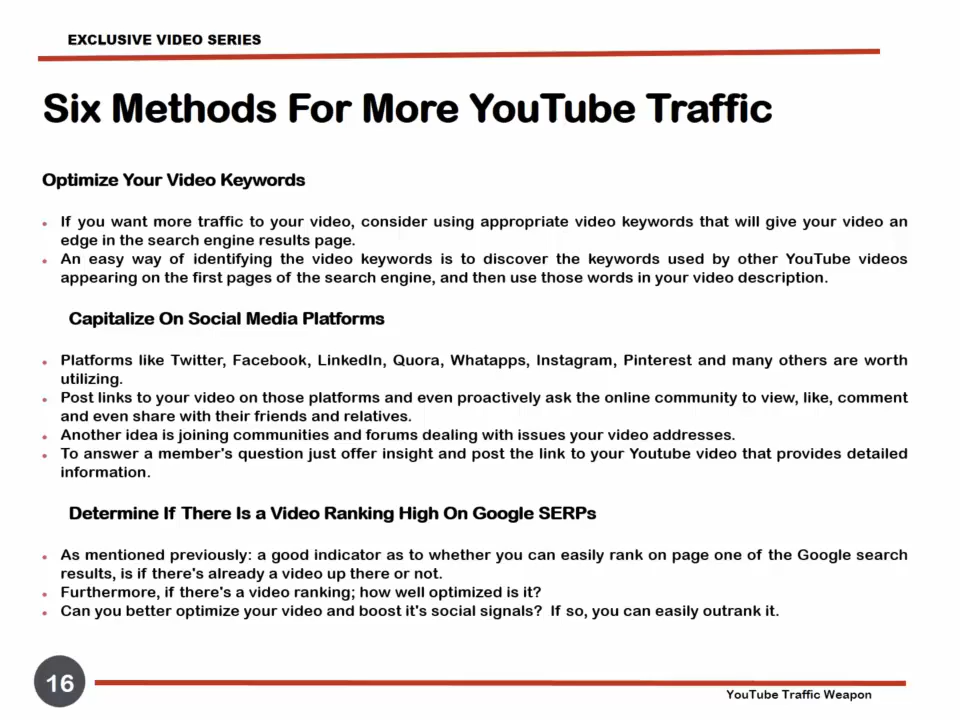 EXCLUSIVE VIDEO SERIES
Six Methods For More YouTube Traffic
Optimize Your Video Keywords
• If you want more traffic to your video, consider using appropriate video keywords that will give your video an
edge in the search engine results page.
• An easy way of identifying the video keywords is to discover the keywords used by other YouTube videos
appearing on the first pages of the search engine, and then use those words in your video description.
Capitalize On Social Media Platforms
• Platforms like Twitter, Facebook, LinkedIn, Quora, Whatapps, Instagram, Pinterest and many others are worth
utilizing.
• Post links to your video on those platforms and even proactively ask the online community to view, like, comment
and even share with their friends and relatives.
• Another idea is joining communities and forums dealing with issues your video addresses.
• To answer a member's question just offer insight and post the link to your Youtube video that provides detailed
information.
Determine If There Is a Video Ranking High On Google SERPs
• As mentioned previously: a good indicator as to whether you can easily rank on page one of the Google search
results, is if there's already a video up there or not.
• Furthermore, if there's a video ranking; how well optimized is it?
• Can you better optimize your video and boost it's social signals? If so, you can easily outrank it.
16
YouTube Traffic Weapon